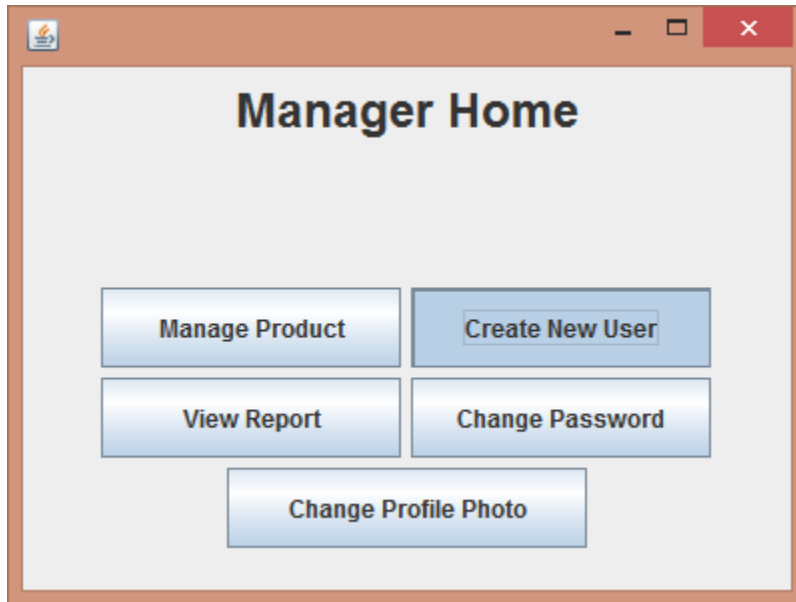 Manager Home
Manage Product
Create New User
View Report
Change Password
Change Profile Photo